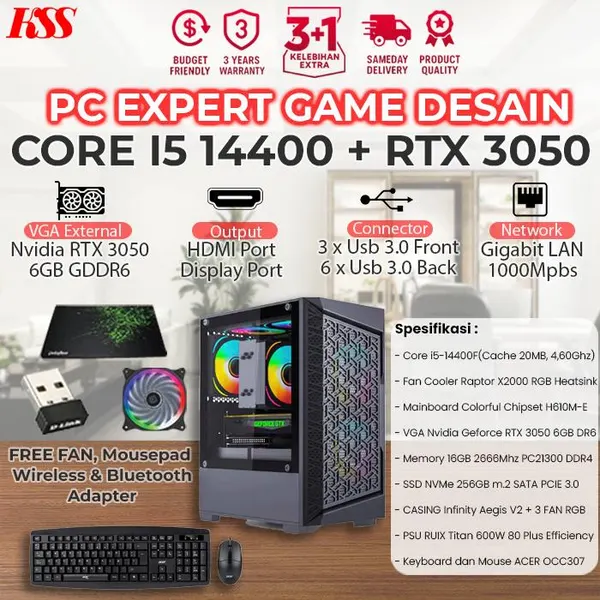 KSS
BUDGET
FRIENDLY
3
3 YEARS
WARRANTY
3+1
KELEBIHAN
EXTRA
SAMEDAY
DELIVERY
PRODUCT
QUALITY
PC EXPERT GAME DESAIN
CORE I5 14400 + RTX 3050
VGA External
Nvidia RTX 3050
6GB GDDR6
Output
HDMI Port
Display Port
Connector
3 x Usb 3.0 Front
6 x Usb 3.0 Back
Network
Gigabit LAN
1000Mpbs
Spesifikasi :
- Core i5-14400F(Cache 20MB, 4,60Ghz)
- Fan Cooler Raptor X2000 RGB Heatsink
- Mainboard Colorful Chipset H610M-E
- VGA Nvidia Geforce RTX 3050 6GB DR6
- Memory 16GB 2666Mhz PC21300 DDR4
- SSD NVMe 256GB m.2 SATA PCIE 3.0
- CASING Infinity Aegis V2 + 3 FAN RGB
- PSU RUIX Titan 600W 80 Plus Efficiency
- Keyboard dan Mouse ACER OCC307
GEFORCE GTX
FREE FAN, Mousepad
Wireless & Bluetooth
Adapter